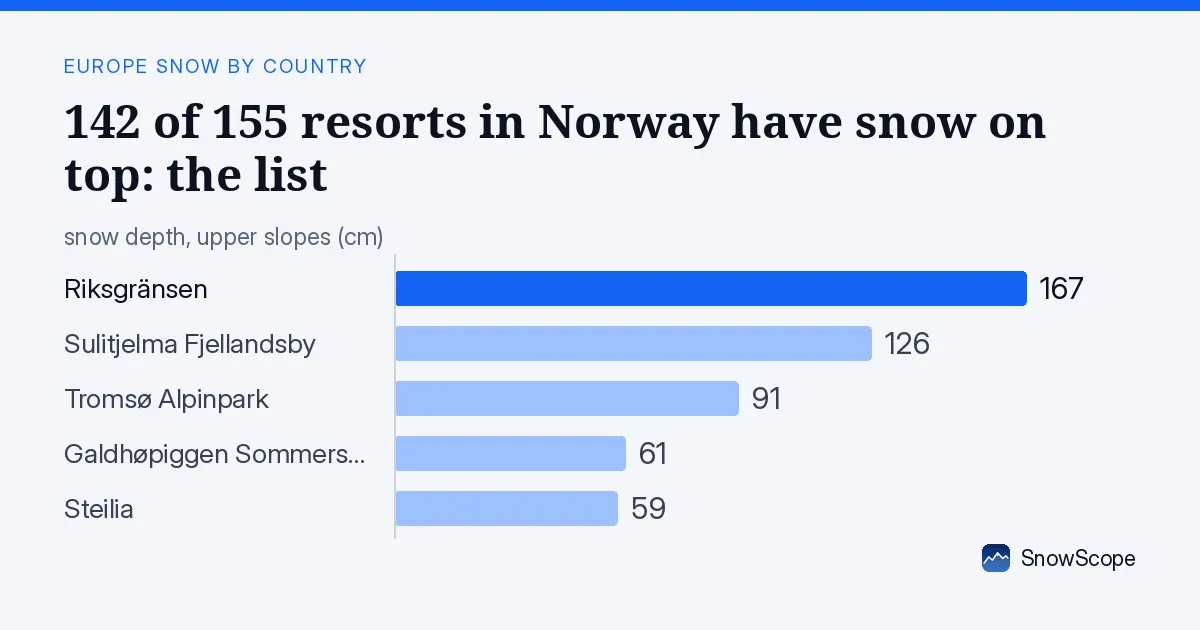 EUROPE SNOW BY COUNTRY
142 of 155 resorts in Norway have snow on
top: the list
snow depth, upper slopes (cm)
Riksgränsen 167
Sulitjelma Fjellandsby 126
Tromsø Alpinpark 91
Galdhøpiggen Sommers... 61
Steilia 59
SnowScope